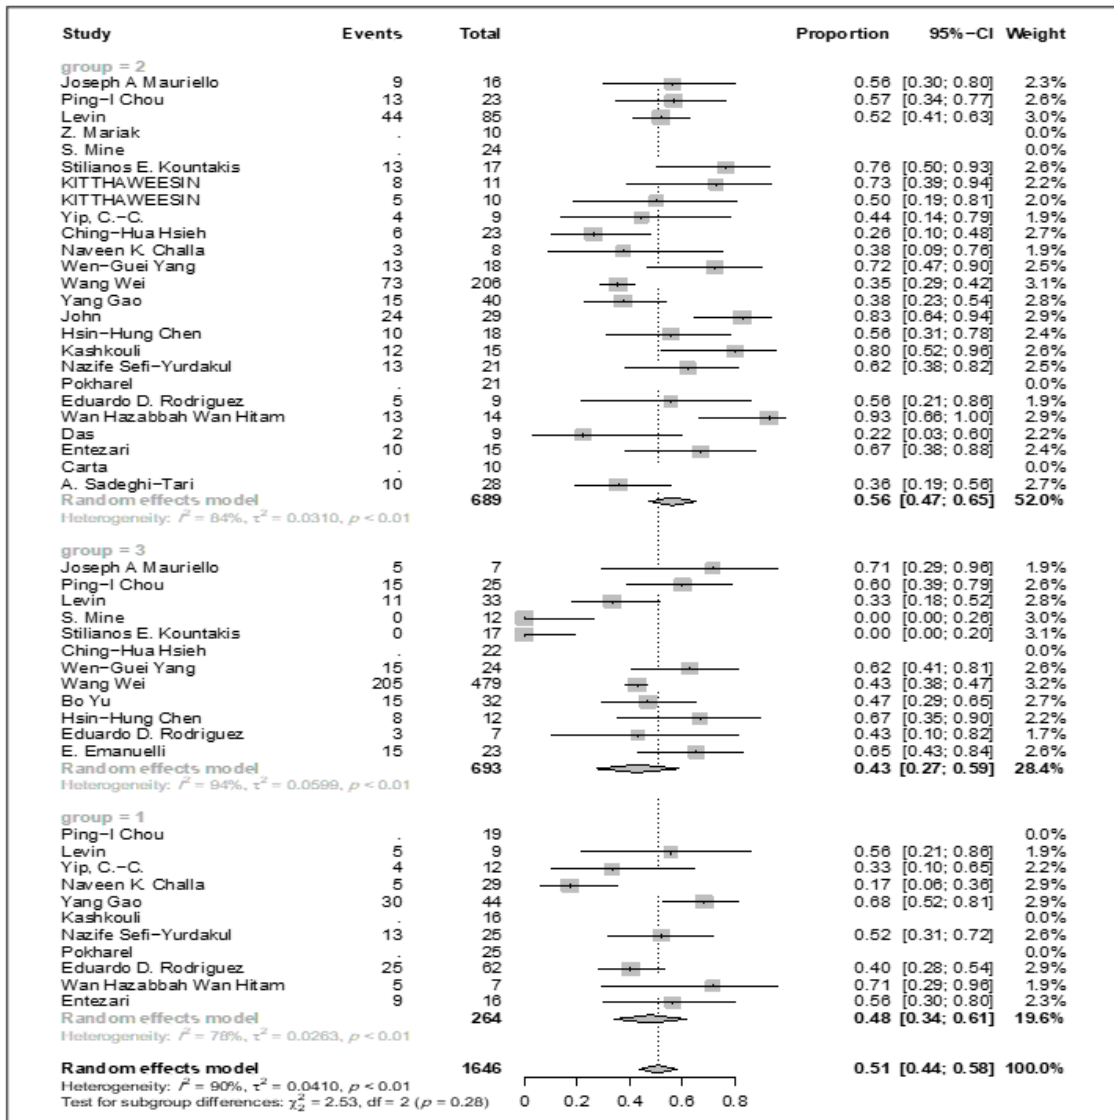 Study Events Total Proportion 95%-CI Weight
group = 2
Joseph A Mauriello 9 16 0.56 [0.30; 0.80] 2.3%
Ping-I Chou 13 23 0.57 [0.34; 0.77] 2.6%
Levin 44 85 0.52 [0.41; 0.63] 3.0%
Z. Mariak . 10 0.0%
S. Mine . 24 0.0%
Stilianos E. Kountakis 13 17 0.76 [0.50; 0.93] 2.6%
KITTHAWEESIN 8 11 0.73 [0.39; 0.94] 2.2%
KITTHAWEESIN 5 10 0.50 [0.19; 0.81] 2.0%
Yip, C.-C. 4 9 0.44 [0.14; 0.79] 1.9%
Ching-Hua Hsieh 6 23 0.26 [0.10; 0.48] 2.7%
Naveen K. Challa 3 8 0.38 [0.09; 0.76] 1.9%
Wen-Guei Yang 13 18 0.72 [0.47; 0.90] 2.5%
Wang Wei 73 206 0.35 [0.29; 0.42] 3.1%
Yang Gao 15 40 0.38 [0.23; 0.54] 2.8%
John 24 29 0.83 [0.64; 0.94] 2.9%
Hsin-Hung Chen 10 18 0.56 [0.31; 0.78] 2.4%
Kashkouli 12 15 0.80 [0.52; 0.96] 2.6%
Nazife Sefi-Yurdakul 13 21 0.62 [0.38; 0.82] 2.5%
Pokharel . 21 0.0%
Eduardo D. Rodriguez 5 9 0.56 [0.21; 0.86] 1.9%
Wan Hazabbah Wan Hitam 13 14 0.93 [0.66; 1.00] 2.9%
Das 2 9 0.22 [0.03; 0.60] 2.2%
Entezari 10 15 0.67 [0.38; 0.88] 2.4%
Carta . 10 0.0%
A. Sadeghi-Tari 10 28 0.36 [0.19; 0.56] 2.7%
Random effects model 689 0.56 [0.47; 0.65] 52.0%
Heterogeneity: I² = 84%, τ² = 0.0310, p < 0.01
group = 3
Joseph A Mauriello 5 7 0.71 [0.29; 0.96] 1.9%
Ping-I Chou 15 25 0.60 [0.39; 0.79] 2.6%
Levin 11 33 0.33 [0.18; 0.52] 2.8%
S. Mine 0 12 0.00 [0.00; 0.26] 3.0%
Stilianos E. Kountakis 0 17 0.00 [0.00; 0.20] 3.1%
Ching-Hua Hsieh . 22 0.0%
Wen-Guei Yang 15 24 0.62 [0.41; 0.81] 2.6%
Wang Wei 205 479 0.43 [0.38; 0.47] 3.2%
Bo Yu 15 32 0.47 [0.29; 0.65] 2.7%
Hsin-Hung Chen 8 12 0.67 [0.35; 0.90] 2.2%
Eduardo D. Rodriguez 3 7 0.43 [0.10; 0.82] 1.7%
E. Emanuelli 15 23 0.65 [0.43; 0.84] 2.6%
Random effects model 693 0.43 [0.27; 0.59] 28.4%
Heterogeneity: I² = 94%, τ² = 0.0599, p < 0.01
group = 1
Ping-I Chou . 19 0.0%
Levin 5 9 0.56 [0.21; 0.86] 1.9%
Yip, C.-C. 4 12 0.33 [0.10; 0.65] 2.2%
Naveen K. Challa 5 29 0.17 [0.06; 0.36] 2.9%
Yang Gao 30 44 0.68 [0.52; 0.81] 2.9%
Kashkouli . 16 0.0%
Nazife Sefi-Yurdakul 13 25 0.52 [0.31; 0.72] 2.6%
Pokharel . 25 0.0%
Eduardo D. Rodriguez 25 62 0.40 [0.28; 0.54] 2.9%
Wan Hazabbah Wan Hitam 5 7 0.71 [0.29; 0.96] 1.9%
Entezari 9 16 0.56 [0.30; 0.80] 2.3%
Random effects model 264 0.48 [0.34; 0.61] 19.6%
Heterogeneity: I² = 78%, τ² = 0.0263, p < 0.01
Random effects model 1646 0.51 [0.44; 0.58] 100.0%
Heterogeneity: I² = 90%, τ² = 0.0410, p < 0.01
Test for subgroup differences: χ²₂ = 2.53, df = 2 (p = 0.28)
0 0.2 0.4 0.6 0.8